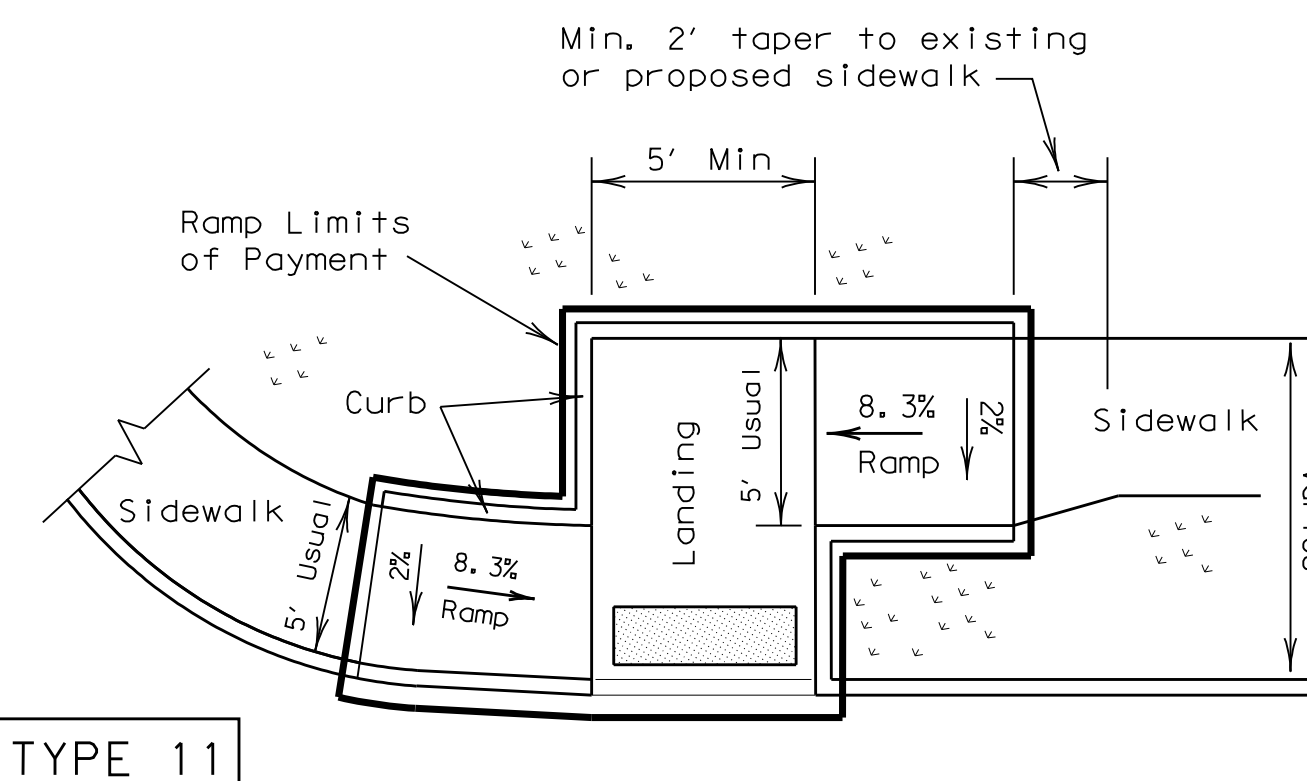 Min. 2' taper to existing
or proposed sidewalk
5' Min
Ramp Limits
of Payment
Curb
5' Usual
8.3%
Ramp
2%
Sidewalk
Landing
Sidewalk
5' Usual
2%
8.3%
Ramp
TYPE 11